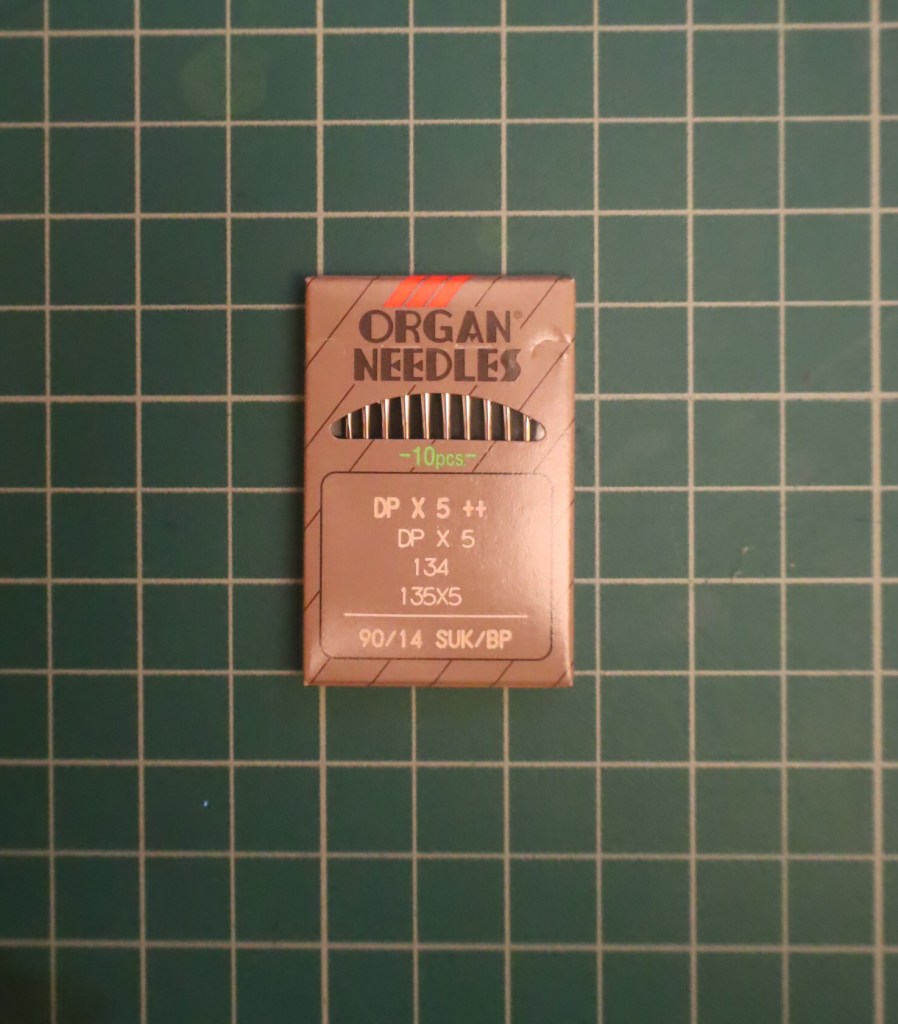 ORGAN®
NEEDLES
-10pcs.-
DP X 5 ++
DP X 5
134
135X5
90/14 SUK/BP